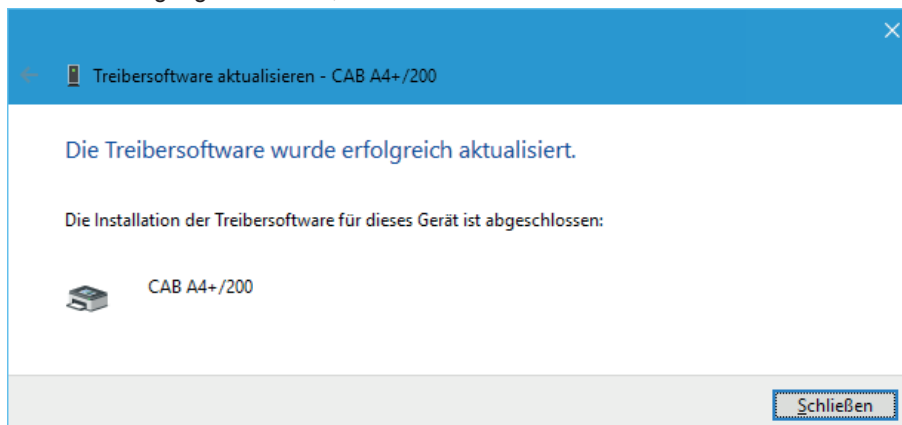 Treibersoftware aktualisieren - CAB A4+/200
Die Treibersoftware wurde erfolgreich aktualisiert.
Die Installation der Treibersoftware für dieses Gerät ist abgeschlossen:
CAB A4+/200
Schließen